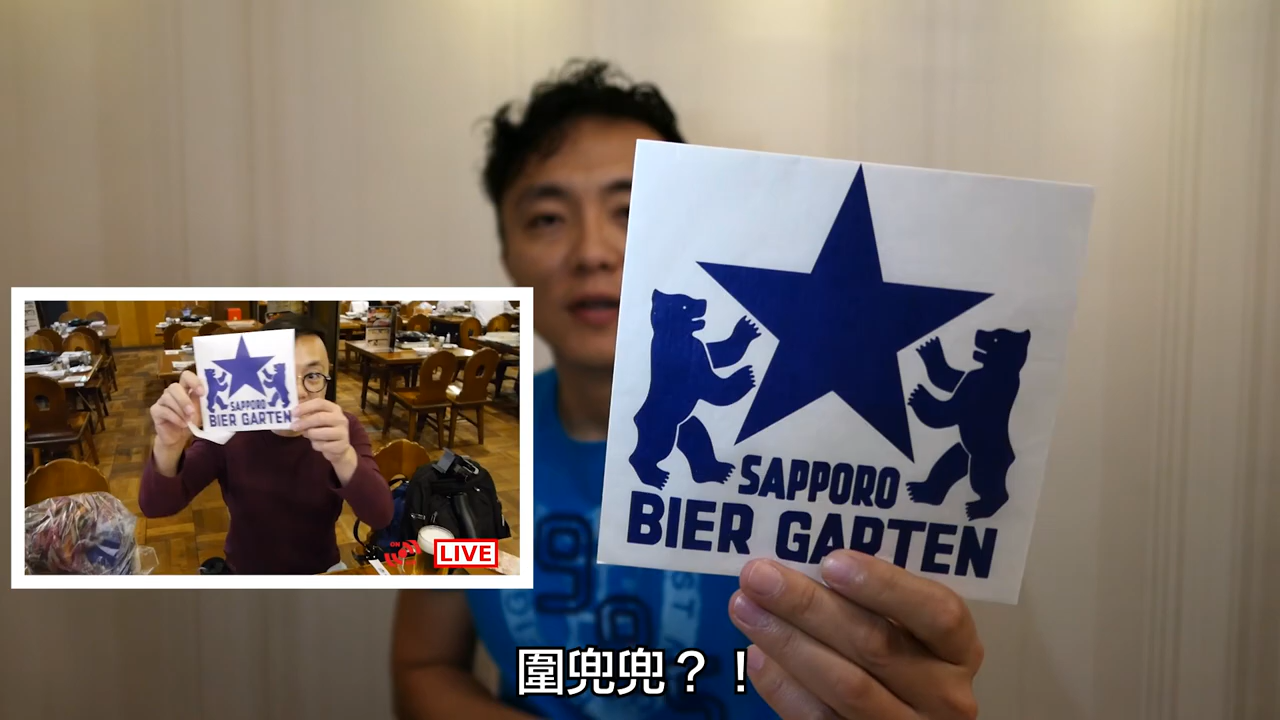 SAPPORO
BIER GARTEN
SAPPORO
BIER GARTEN
LIVE
圍兜兜？！